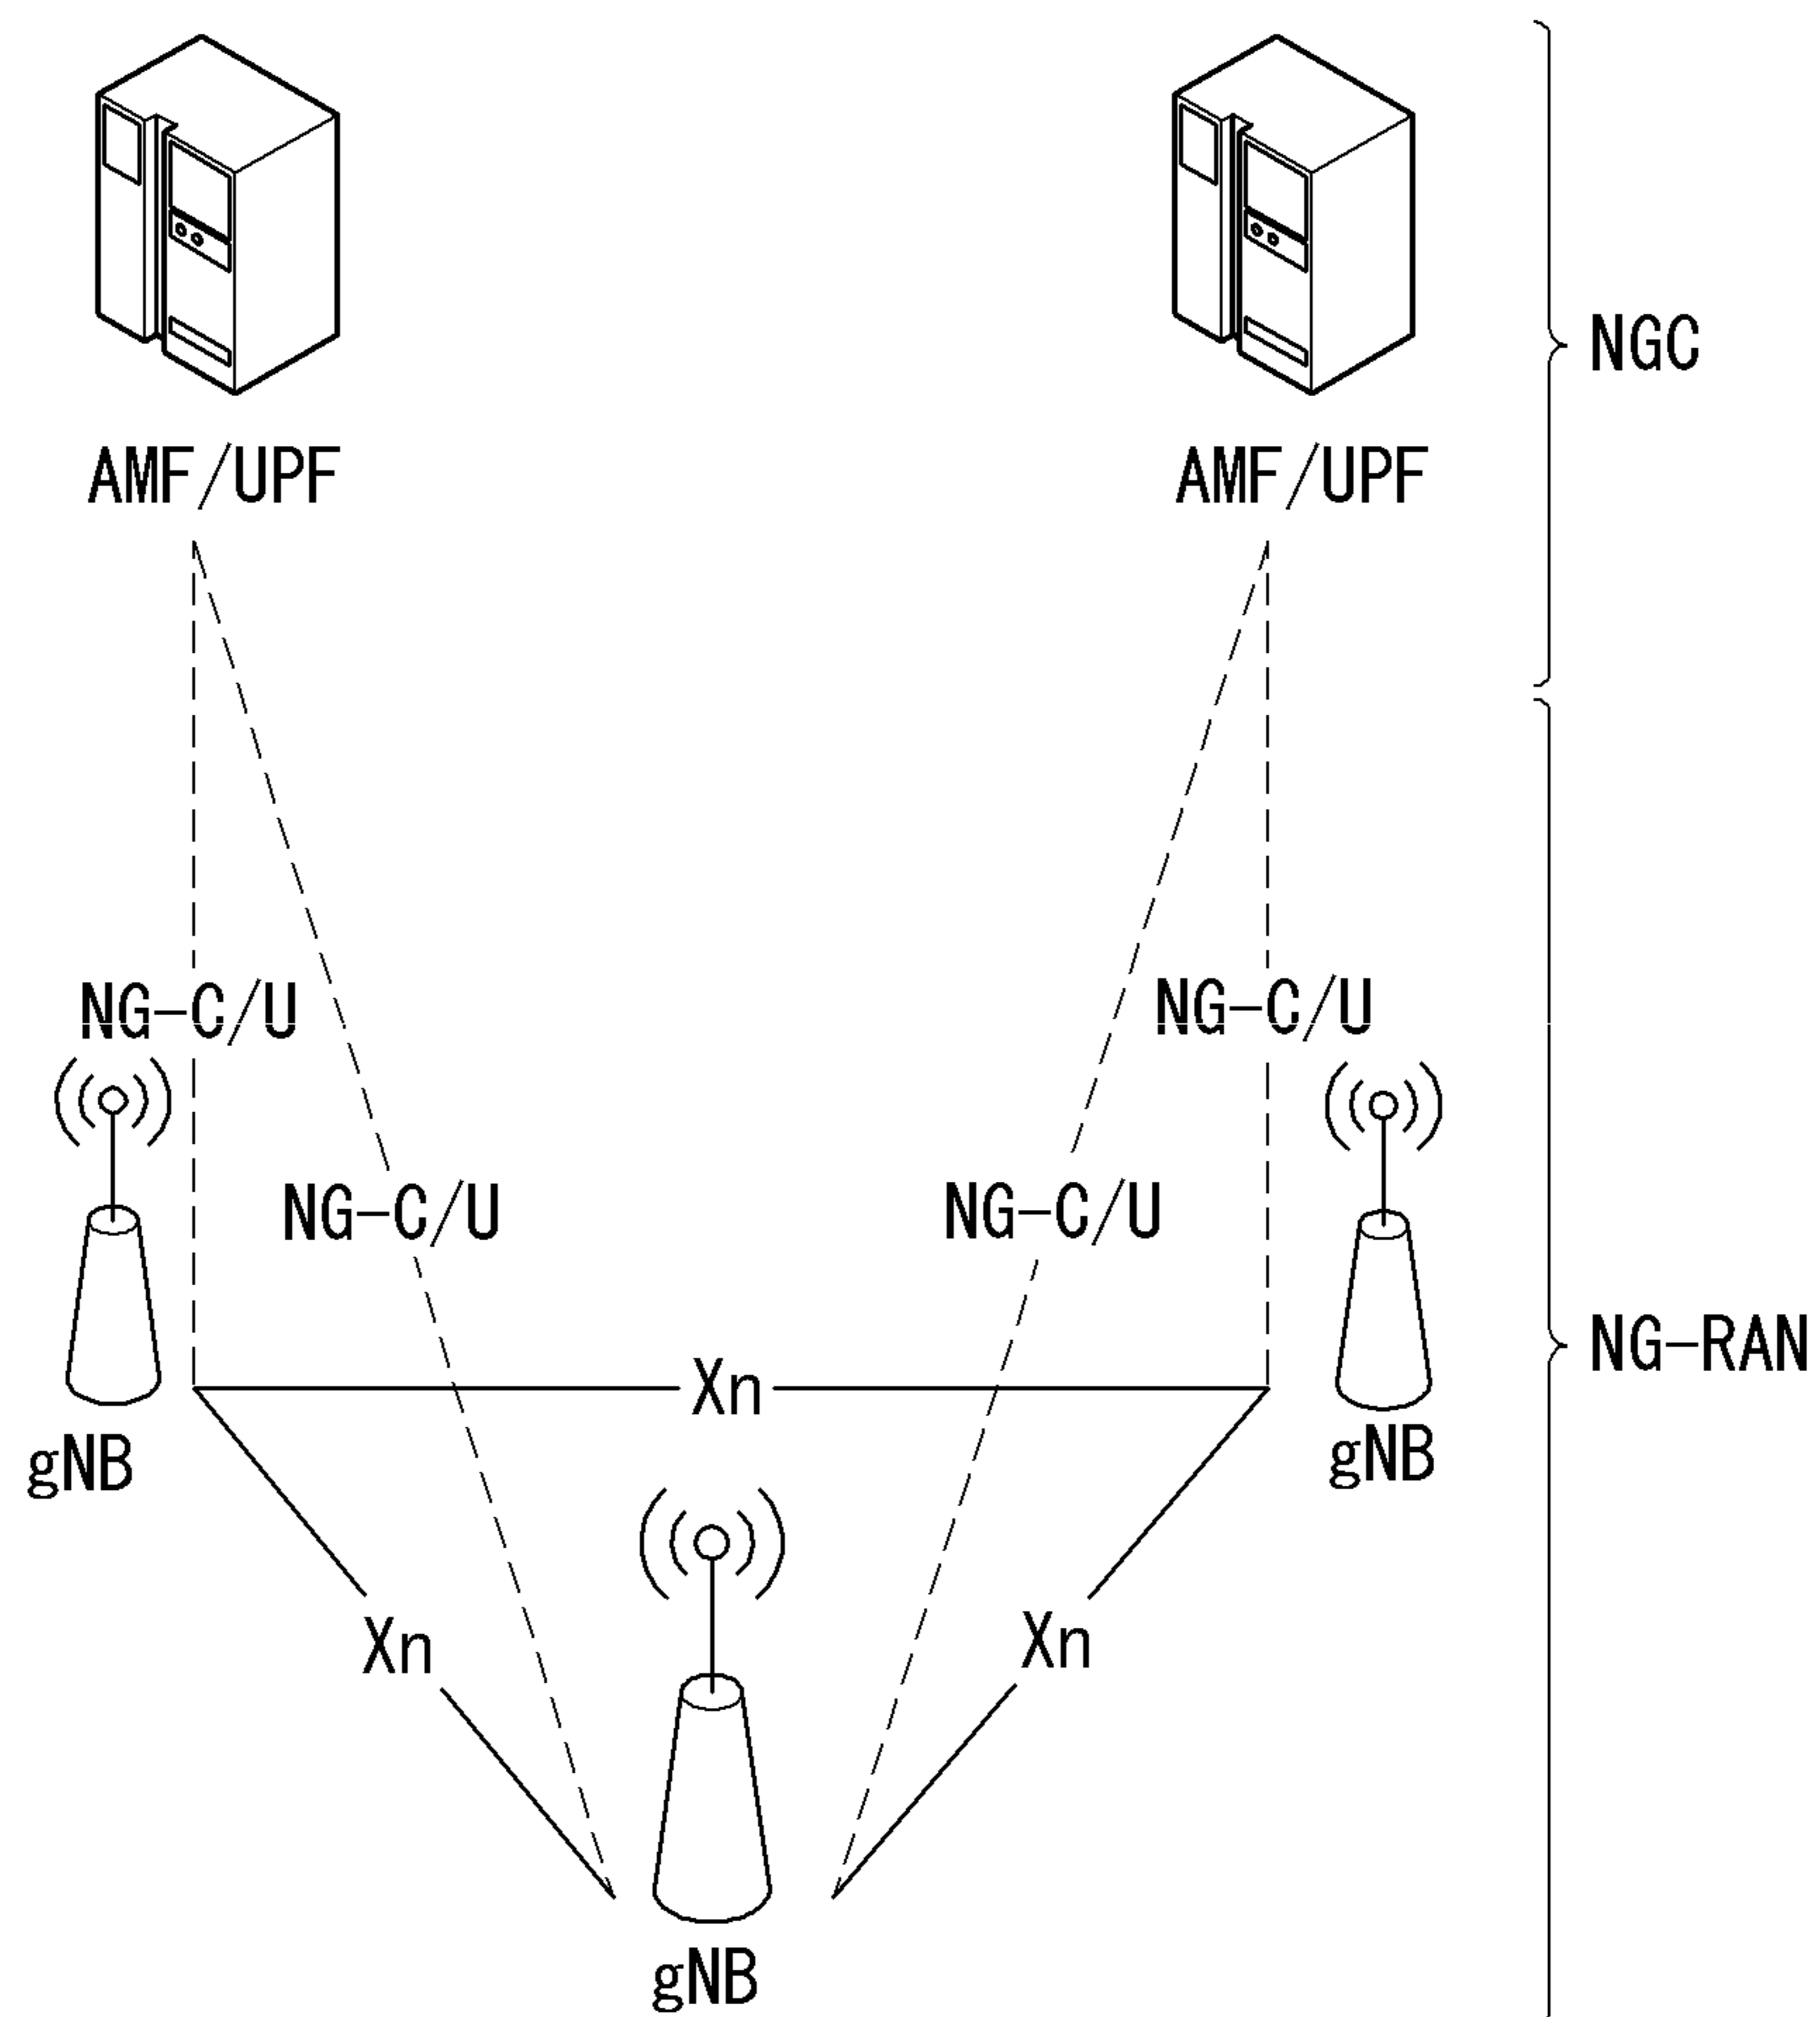 NGC
AMF/UPF
AMF/UPF
NG-C/U
NG-C/U
NG-C/U
NG-C/U
NG-RAN
Xn
gNB
gNB
Xn
Xn
gNB